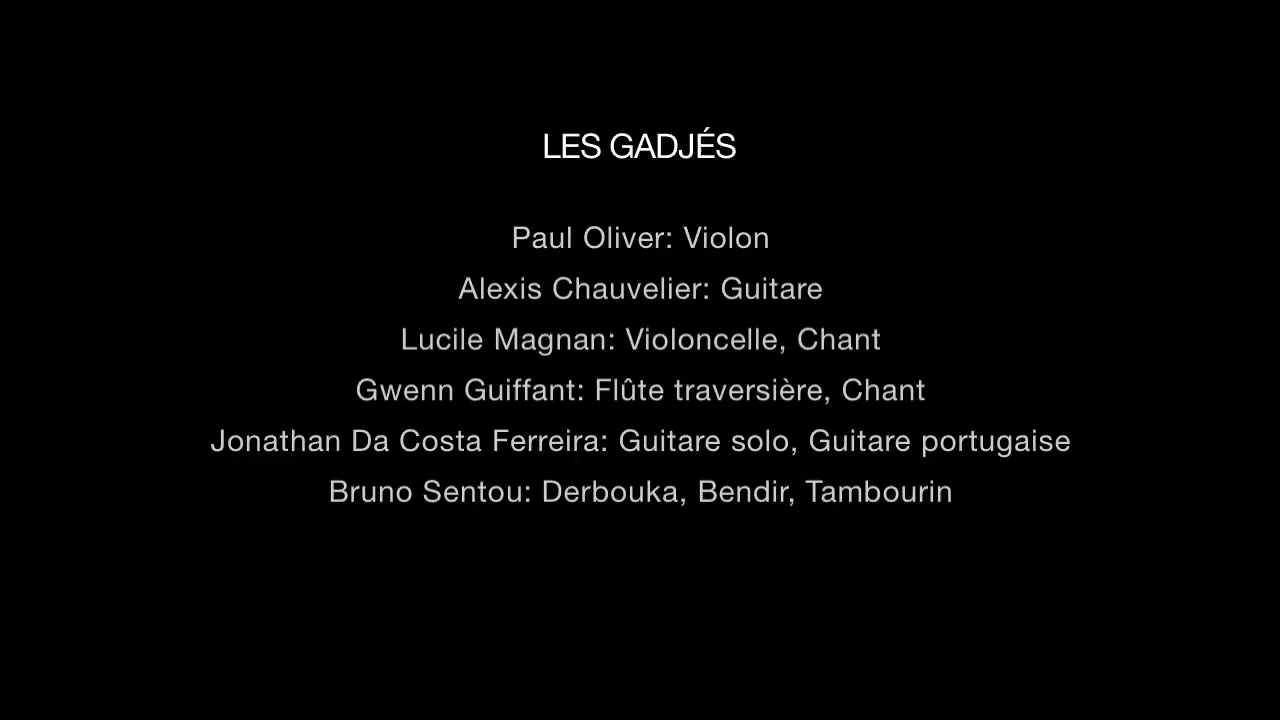 LES GADJÉS
Paul Oliver: Violon
Alexis Chauvelier: Guitare
Lucile Magnan: Violoncelle, Chant
Gwenn Guiffant: Flûte traversière, Chant
Jonathan Da Costa Ferreira: Guitare solo, Guitare portugaise
Bruno Sentou: Derbouka, Bendir, Tambourin